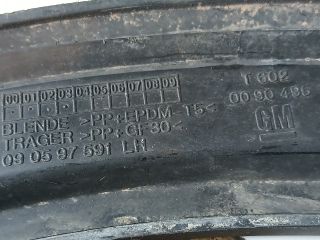 00 01 02 03 04 05 06 07 08 09
T 602
BLENDE >PP+EPDM-T5< 00 90 486
TRAGER >PP+GF30< GM
09 05 97 591 LH